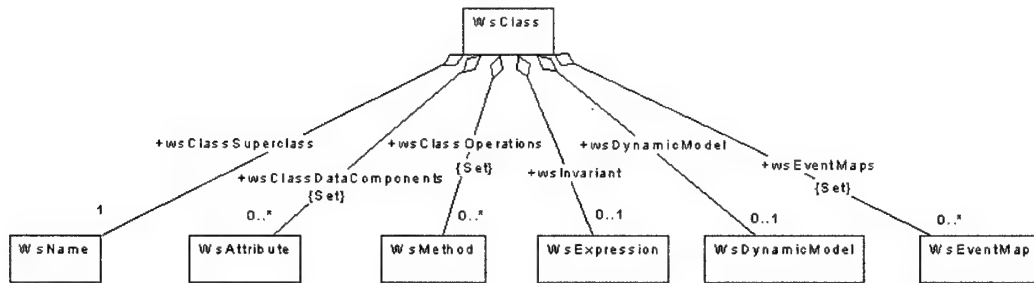 WsClass
+wsClassSuperclass
+wsClassOperations
{Set}
+wsDynamicModel
+wsClassDataComponents
{Set}
+wsInvariant
+wsEventMaps
{Set}
1
0..*
0..*
0..1
0..1
0..*
WsName
WsAttribute
WsMethod
WsExpression
WsDynamicModel
WsEventMap